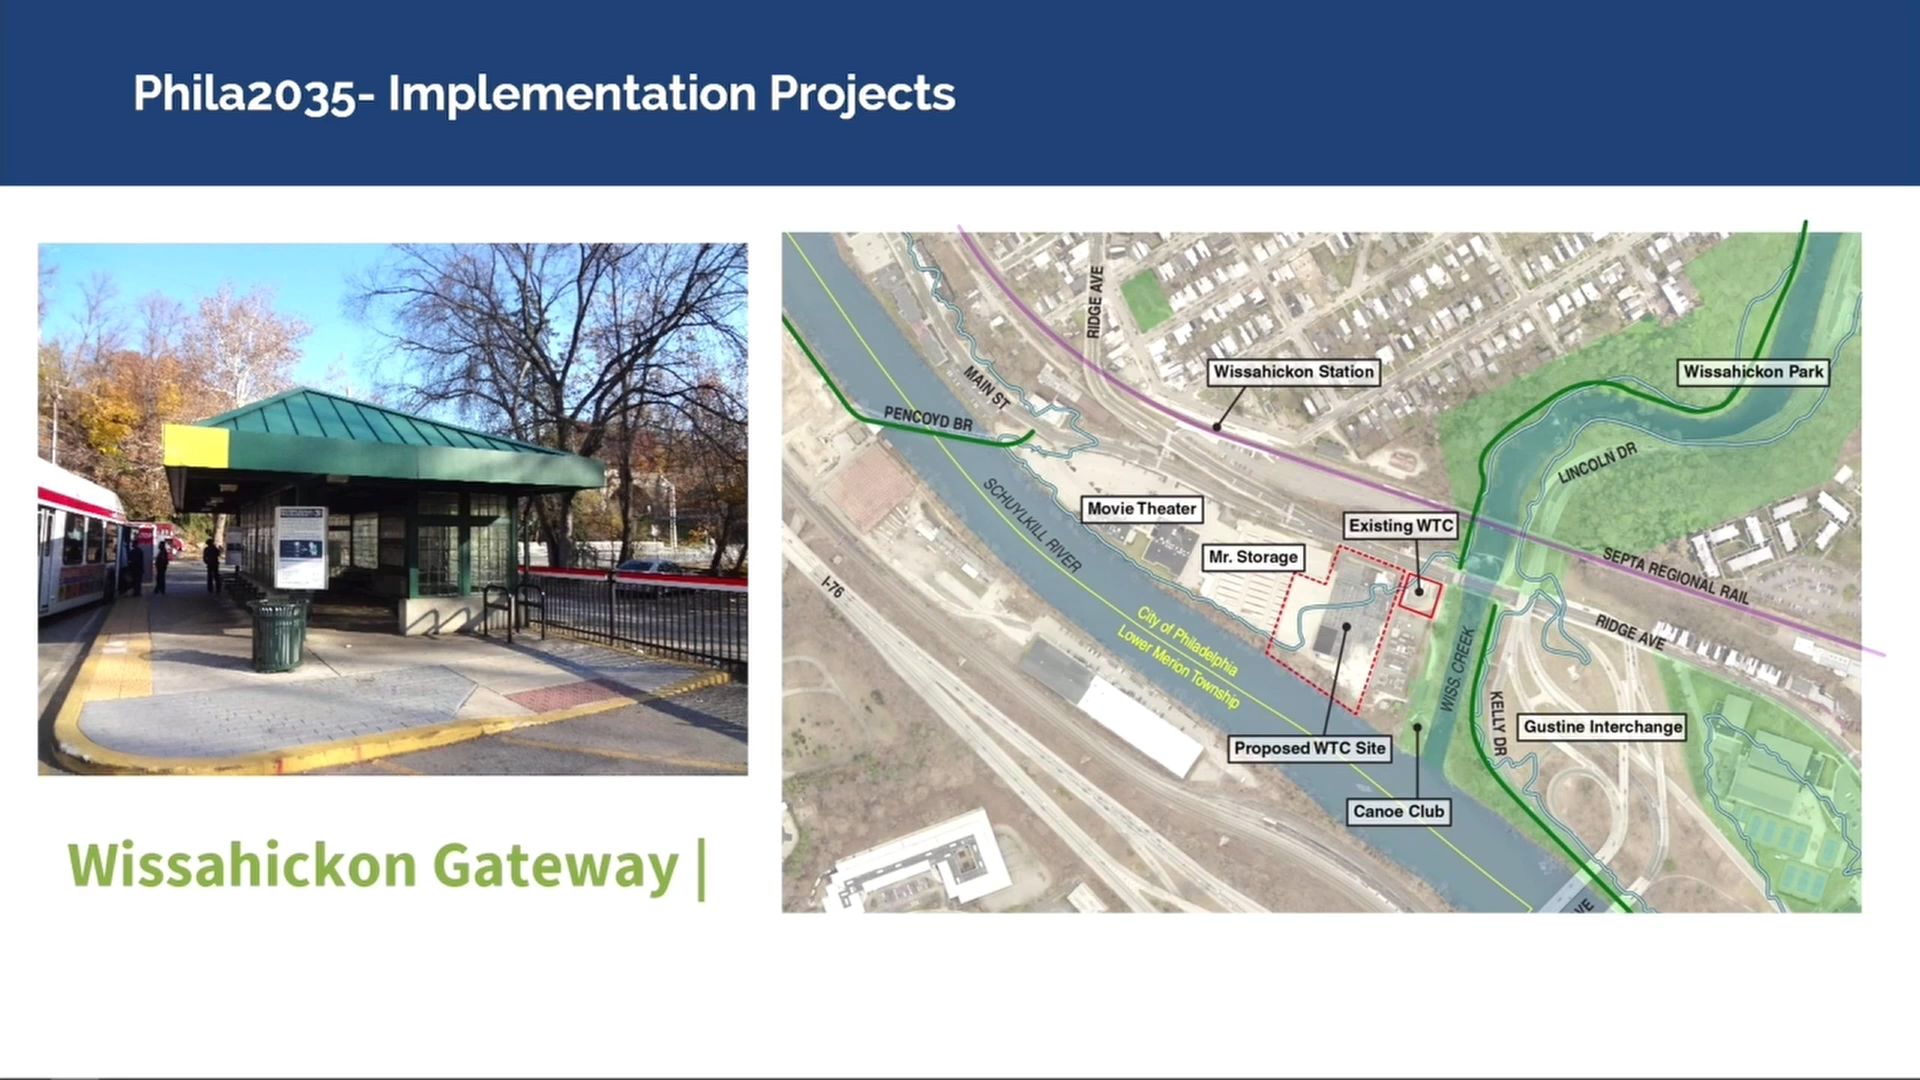 Phila2035- Implementation Projects
RIDGE AVE
Wissahickon Station
Wissahickon Park
MAIN ST
PENCOYD BR
LINCOLN DR
SCHUYLKILL RIVER
Movie Theater
Existing WTC
Mr. Storage
SEPTA REGIONAL RAIL
I-76
City of Philadelphia
Lower Merion Township
RIDGE AVE
WISS. CREEK
KELLY DR
Gustine Interchange
Proposed WTC Site
Canoe Club
VE
Wissahickon Gateway |